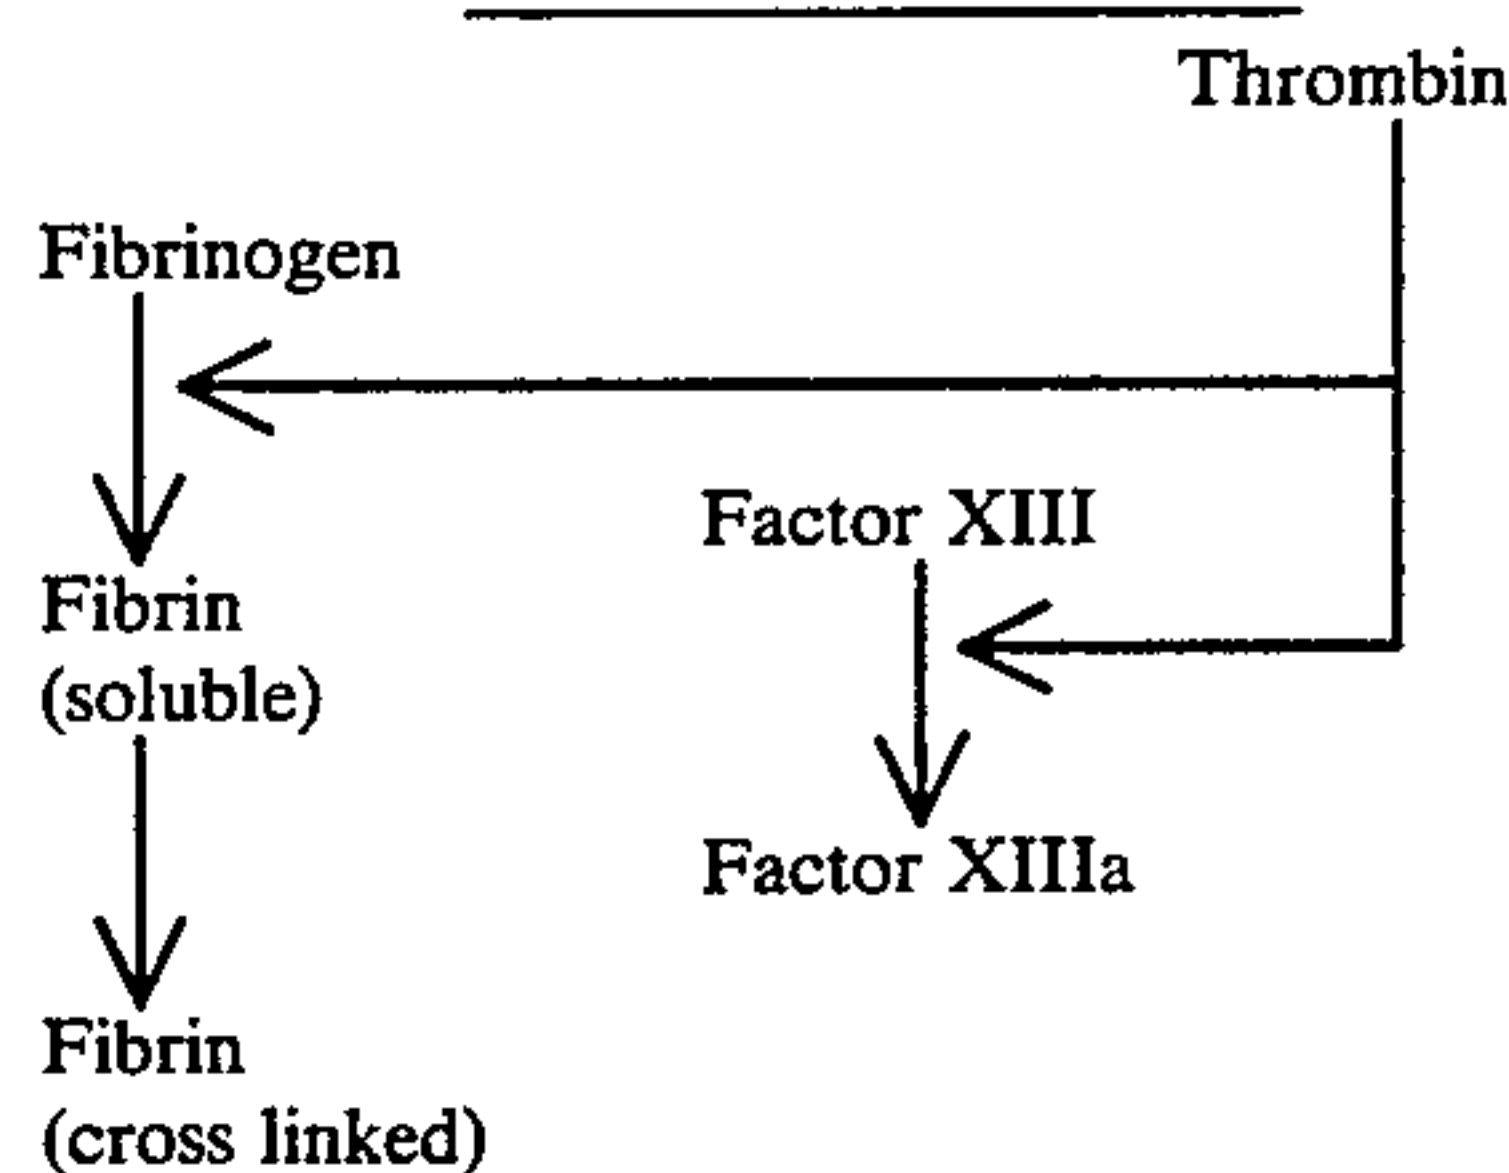 Thrombin
Fibrinogen
Factor XIII
Fibrin
(soluble)
Factor XIIIa
Fibrin
(cross linked)